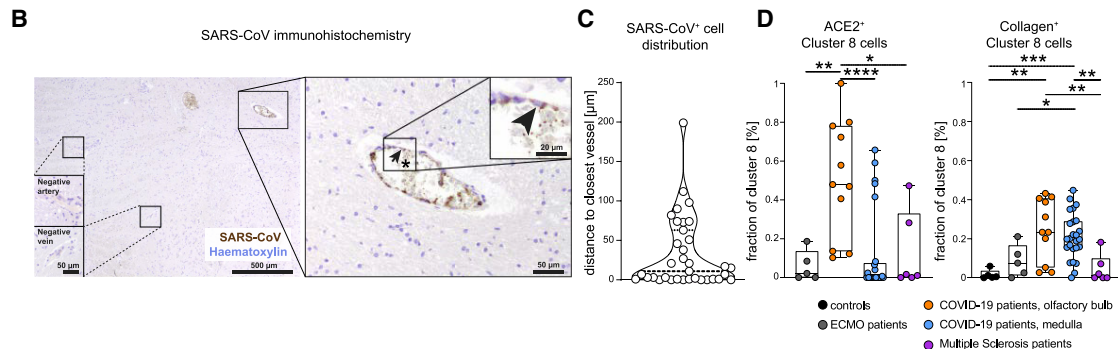 B
SARS-CoV immunohistochemistry
Negative
artery
Negative
vein
50 µm
SARS-CoV
Haematoxylin
500 µm
*
20 µm
50 µm
C
SARS-CoV⁺ cell
distribution
distance to closest vessel [µm]
250
200
150
100
50
0
D
ACE2⁺
Cluster 8 cells
** *
****
fraction of cluster 8 [%]
1
0.8
0.6
0.4
0.2
0
Collagen⁺
Cluster 8 cells
***
** **
**
*
fraction of cluster 8 [%]
1
0.8
0.6
0.4
0.2
0
controls
ECMO patients
COVID-19 patients, olfactory bulb
COVID-19 patients, medulla
Multiple Sclerosis patients